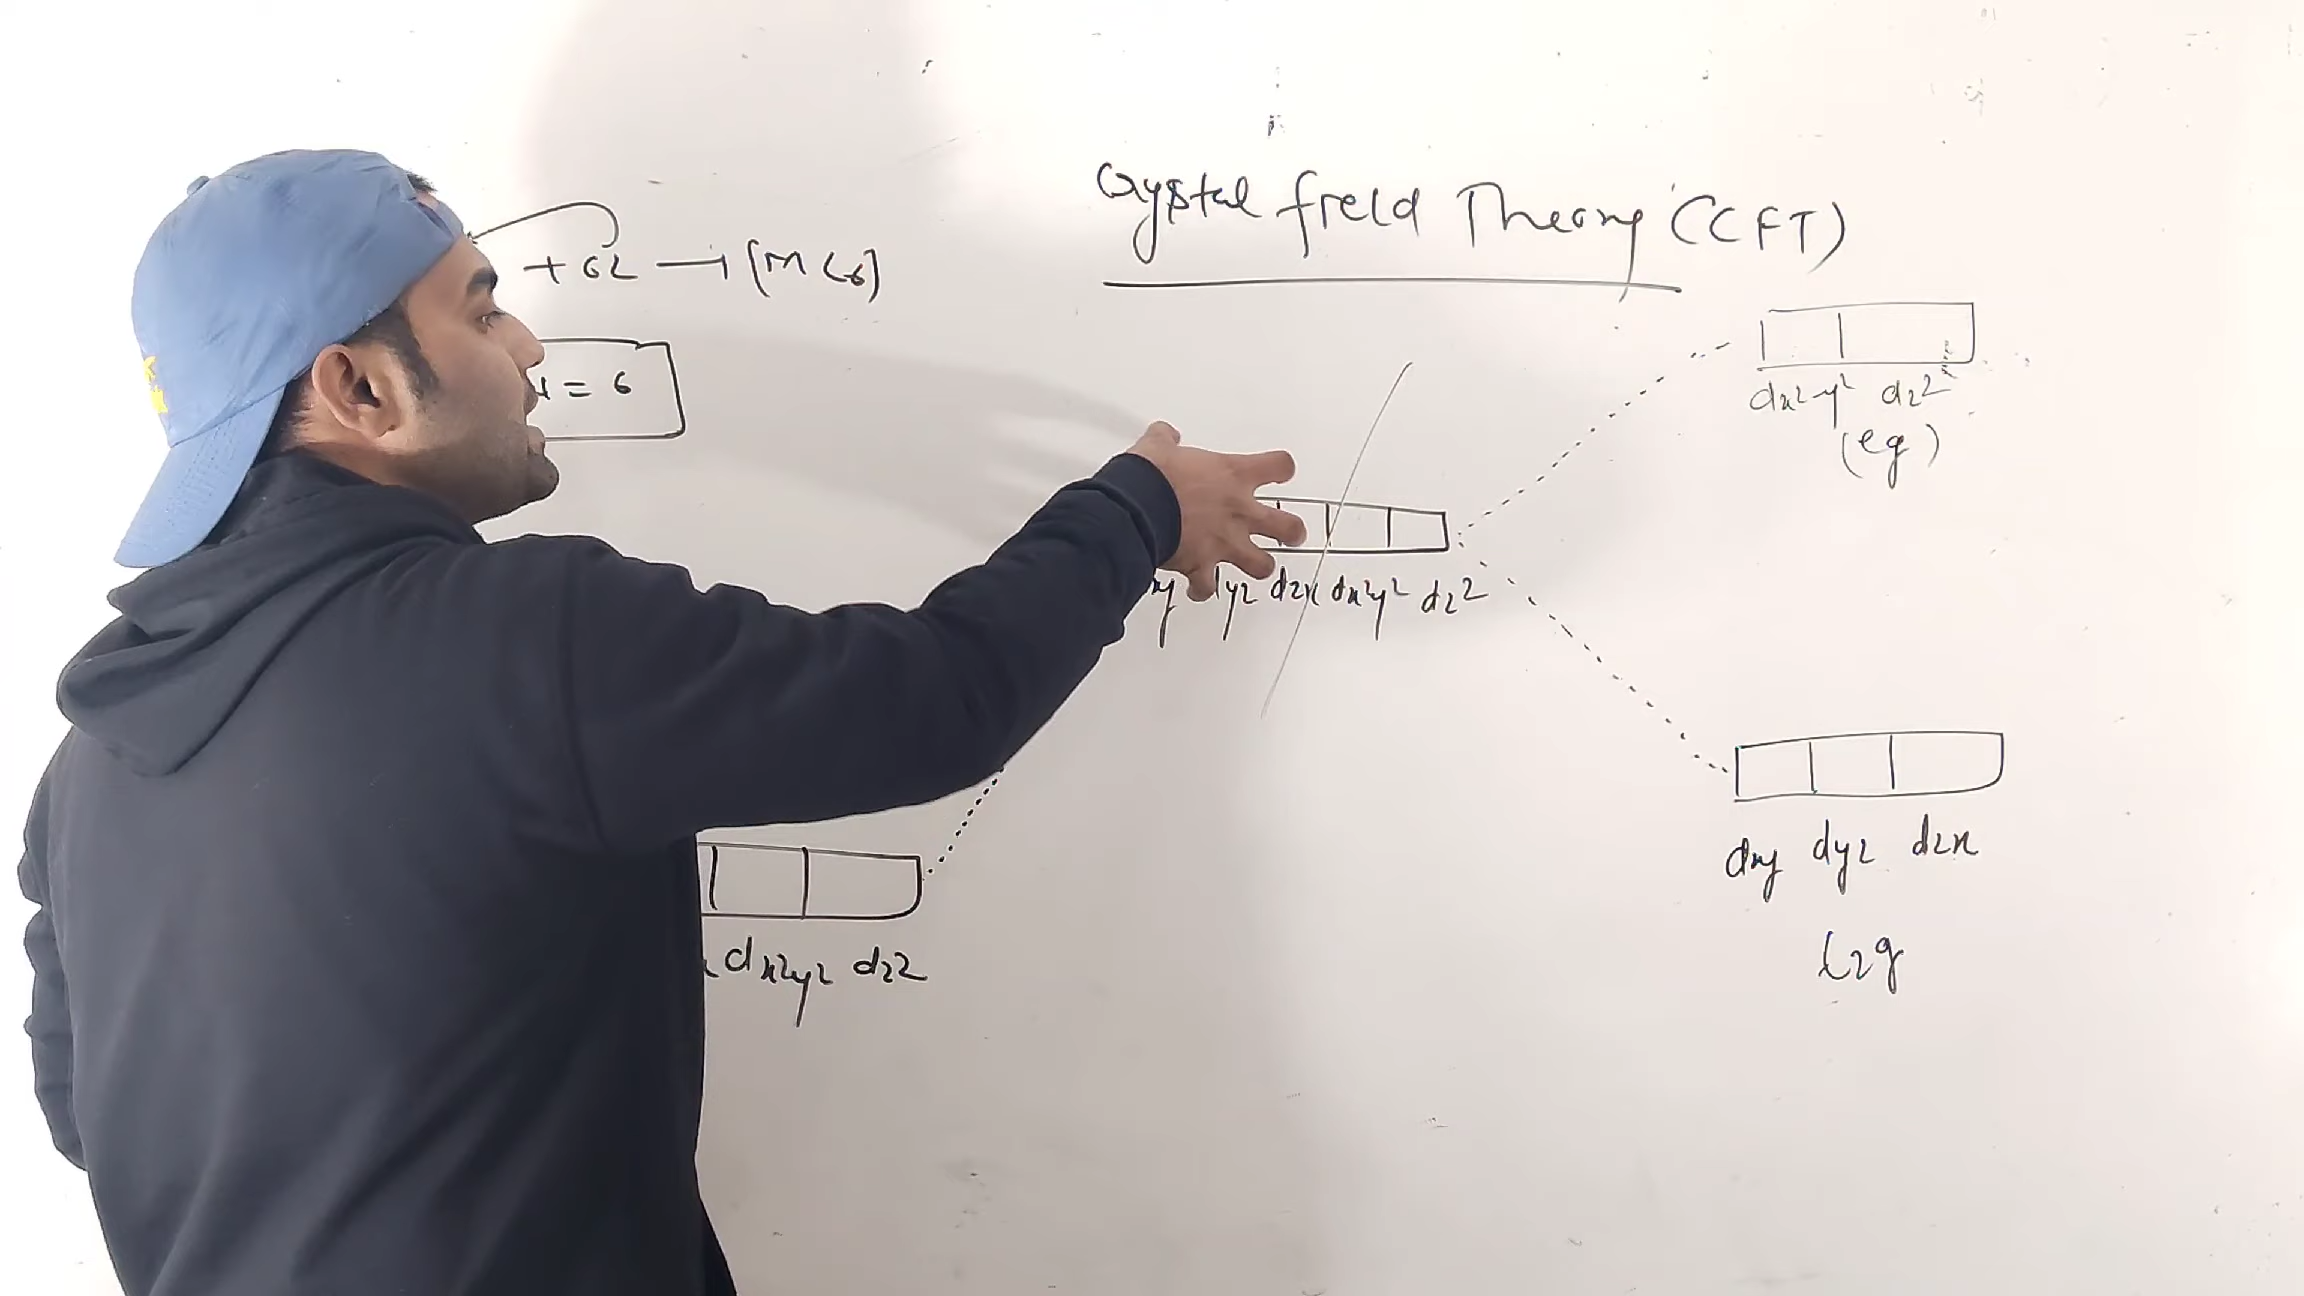 Crystal field Theory (CFT)
+ 6L → [ML6]
= 6
dx²-y² dz²
(eg)
dyz dzx dx²y² dz²
dxy dyz dzx
t2g
dx²y² dz²